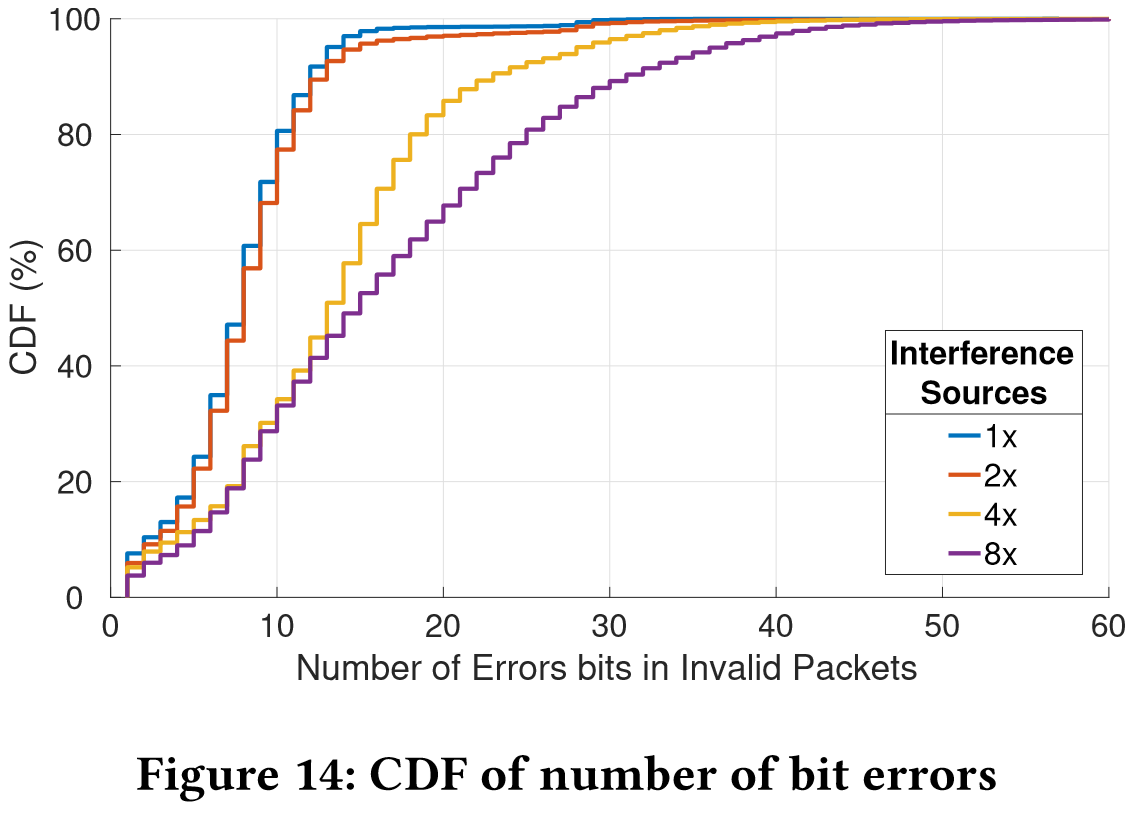 100
80
60
40
20
0
CDF (%)
0 10 20 30 40 50 60
Number of Errors bits in Invalid Packets
Interference
Sources
1x
2x
4x
8x
Figure 14: CDF of number of bit errors